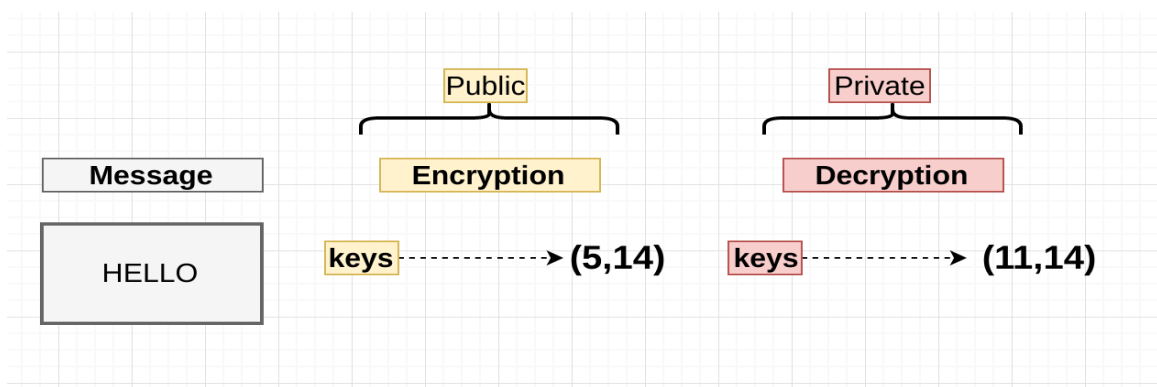 Public
Private
Message
Encryption
Decryption
HELLO
keys
(5,14)
keys
(11,14)